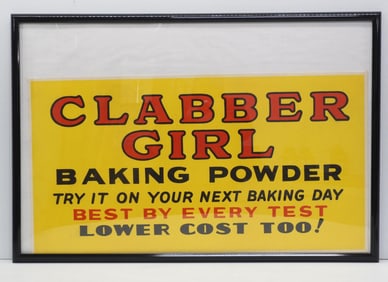 CLABBER
GIRL
BAKING POWDER
TRY IT ON YOUR NEXT BAKING DAY
BEST BY EVERY TEST
LOWER COST TOO!